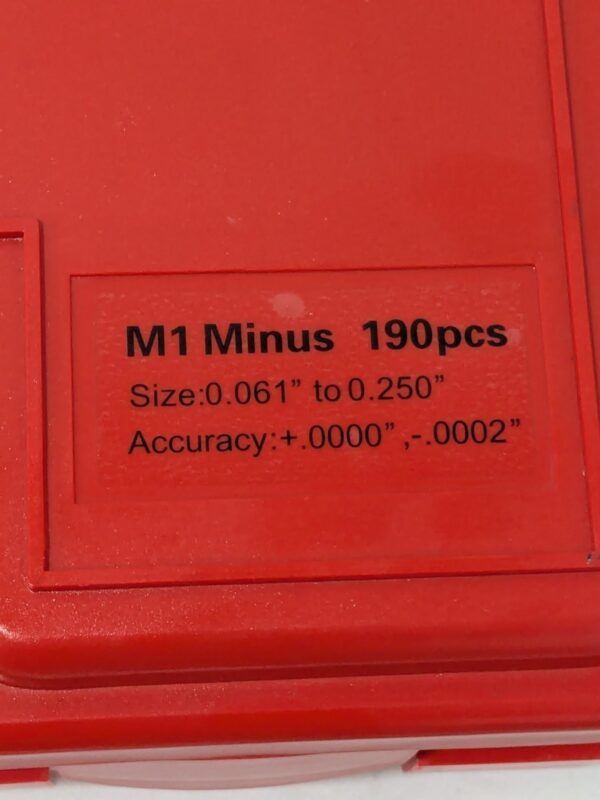 M1 Minus 190pcs
Size:0.061” to 0.250”
Accuracy:+.0000” ,-.0002”